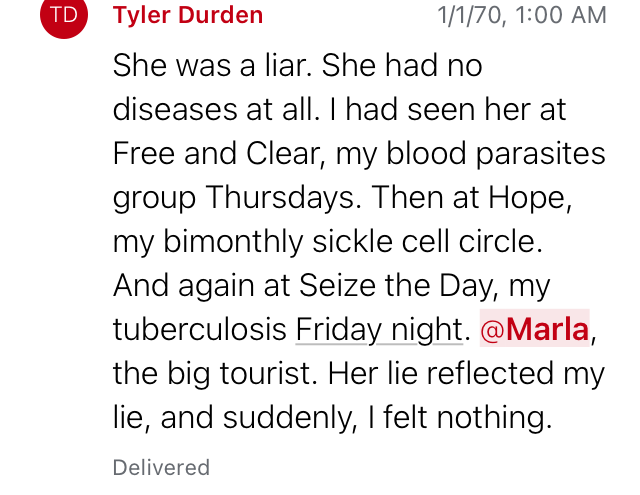 TD Tyler Durden 1/1/70, 1:00 AM
She was a liar. She had no
diseases at all. I had seen her at
Free and Clear, my blood parasites
group Thursdays. Then at Hope,
my bimonthly sickle cell circle.
And again at Seize the Day, my
tuberculosis Friday night. @Marla,
the big tourist. Her lie reflected my
lie, and suddenly, I felt nothing.
Delivered